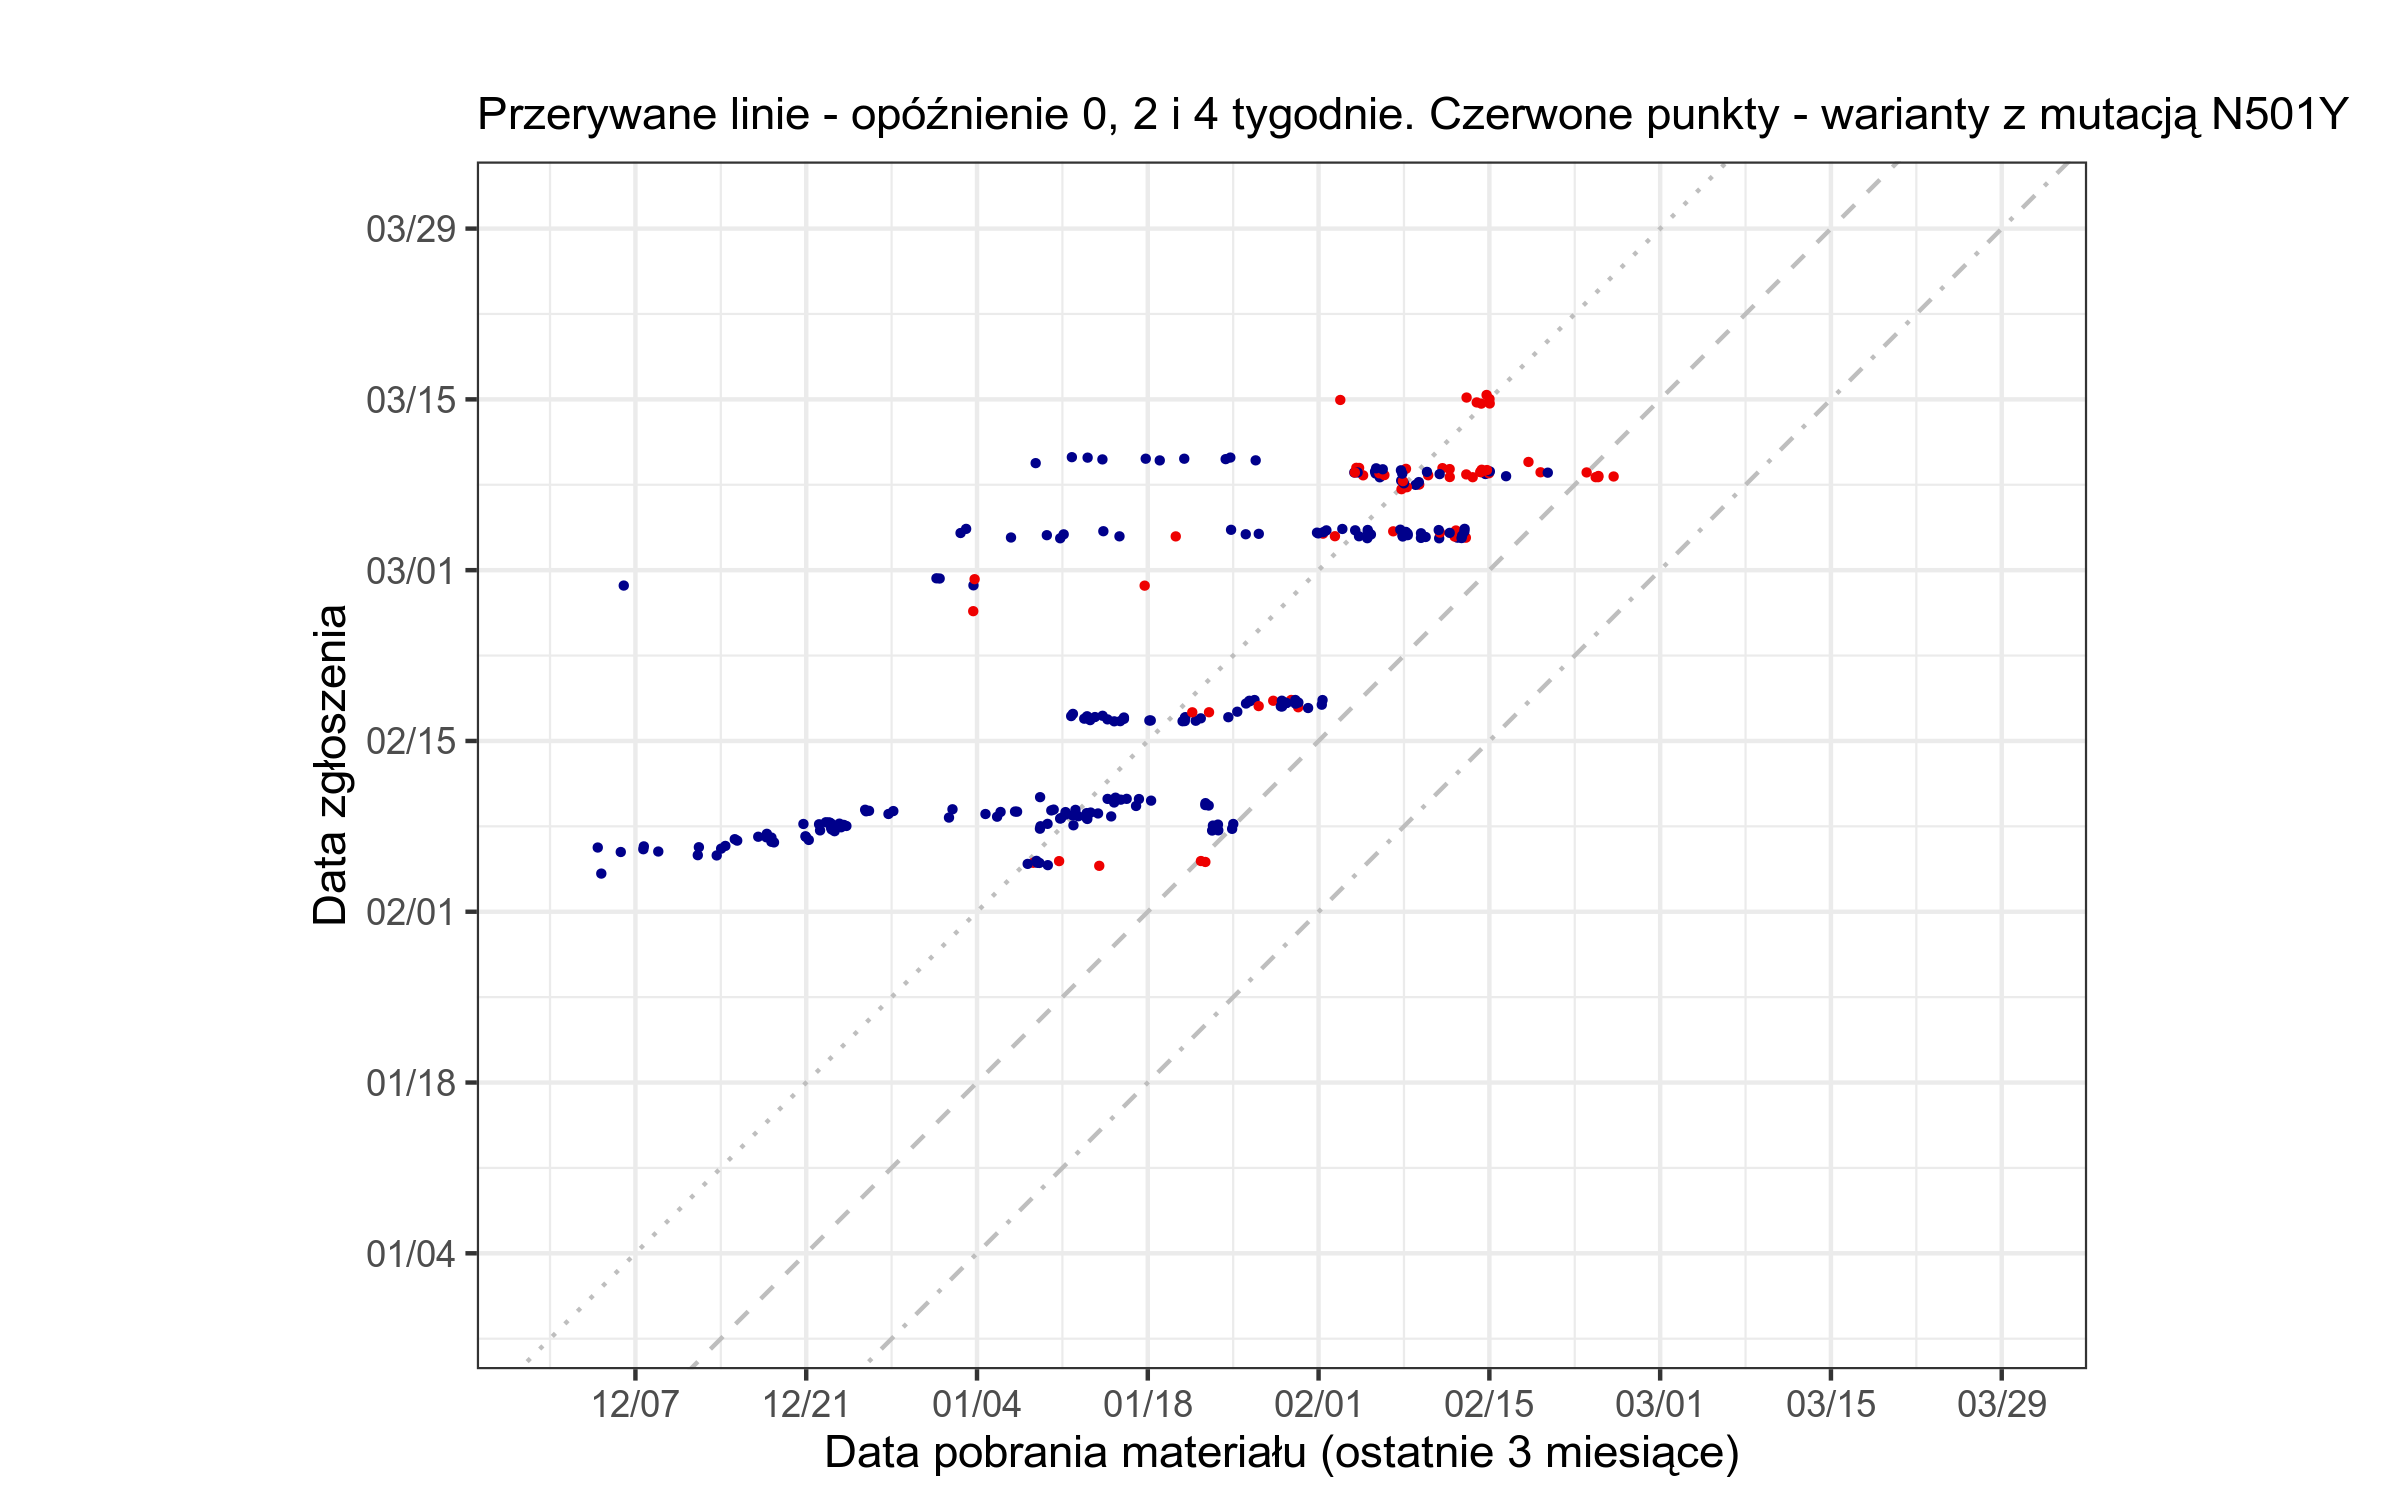 Przerywane linie - opóźnienie 0, 2 i 4 tygodnie. Czerwone punkty - warianty z mutacją N501Y
Data zgłoszenia
03/29
03/15
03/01
02/15
02/01
01/18
01/04
12/07 12/21 01/04 01/18 02/01 02/15 03/01 03/15 03/29
Data pobrania materiału (ostatnie 3 miesiące)